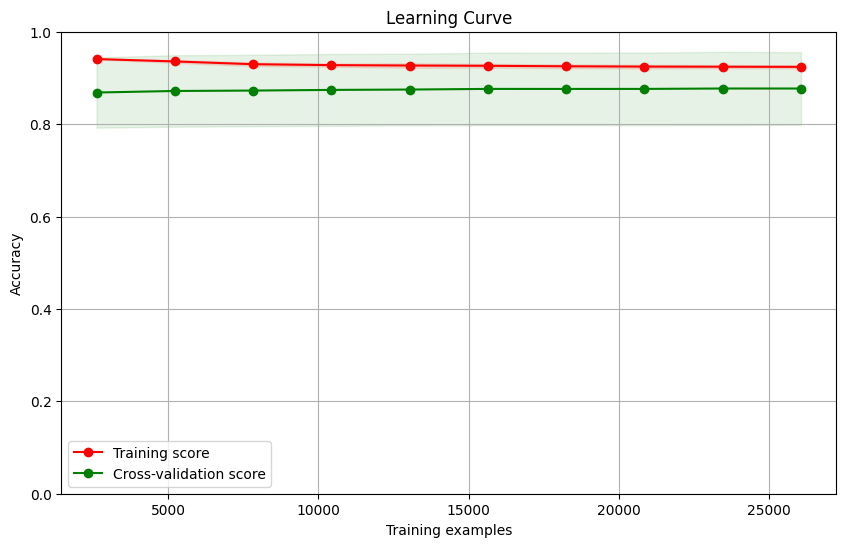 Learning Curve
1.0
0.8
0.6
0.4
0.2
0.0
Accuracy
Training score
Cross-validation score
5000 10000 15000 20000 25000
Training examples